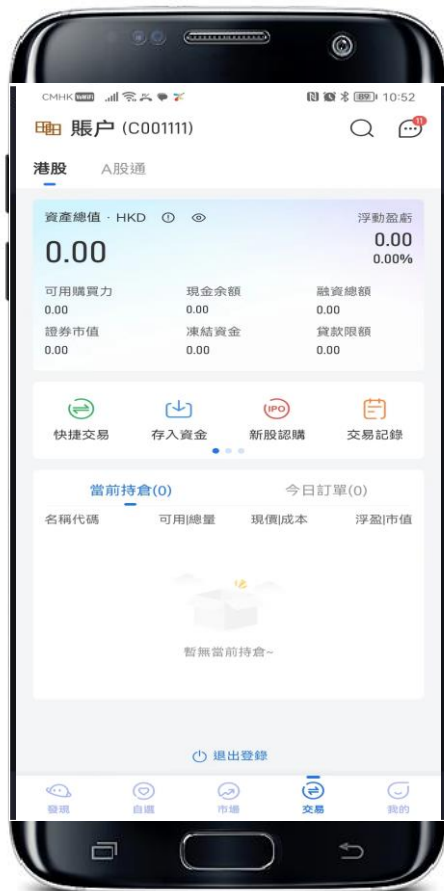 CMHK 10:52
賬户 (C001111)
11
港股 A股通
資產總值 · HKD 浮動盈虧
0.00 0.00
0.00%
可用購買力 現金余額 融資總額
0.00 0.00 0.00
證券市值 凍結資金 貸款限額
0.00 0.00 0.00
IPO
快捷交易 存入資金 新股認購 交易記錄
當前持倉(0) 今日訂單(0)
名稱代碼 可用|總量 現價|成本 浮盈|市值
暫無當前持倉~
退出登錄
發現 自選 市場 交易 我的